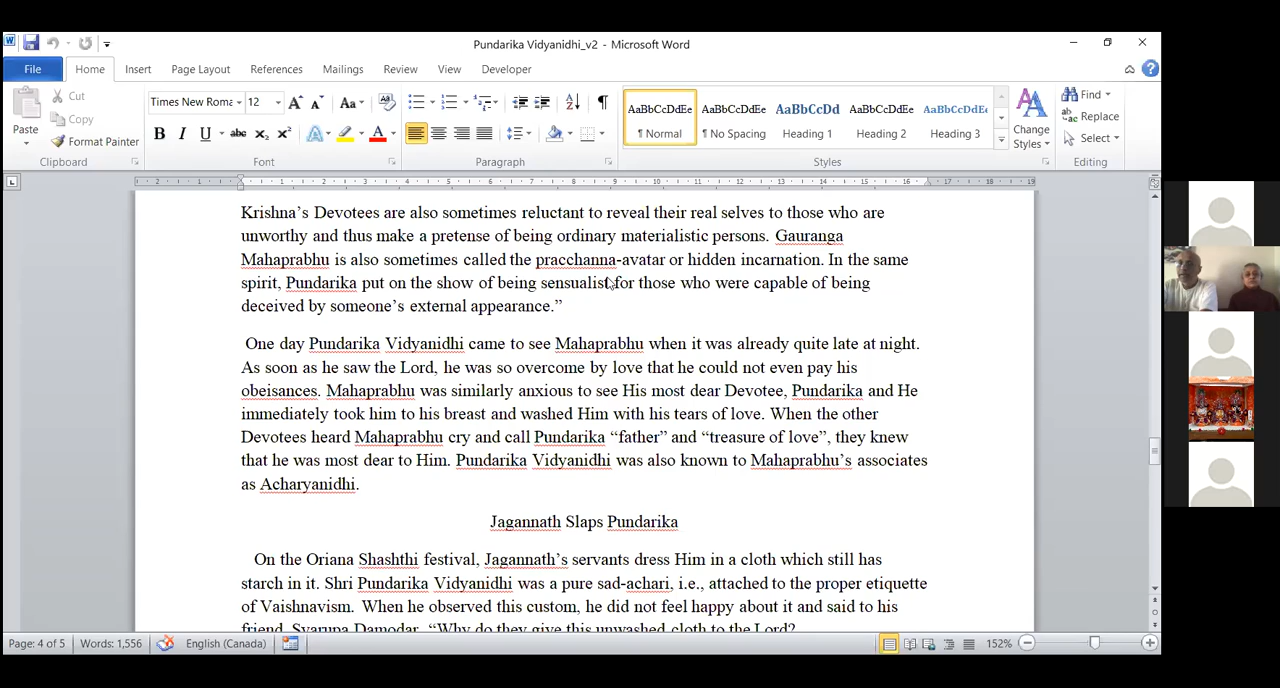 Pundarika Vidyanidhi_v2 - Microsoft Word
File Home Insert Page Layout References Mailings Review View Developer
Paste
Cut
Copy
Format Painter
Clipboard
Times New Roma 12
Font
Paragraph
AaBbCcDdEe AaBbCcDdEe AaBbCcDd AaBbCcDdEe AaBbCcDdEe
¶ Normal ¶ No Spacing Heading 1 Heading 2 Heading 3
Change Styles
Styles
Find
Replace
Select
Editing
Krishna’s Devotees are also sometimes reluctant to reveal their real selves to those who are
unworthy and thus make a pretense of being ordinary materialistic persons. Gauranga
Mahaprabhu is also sometimes called the pracchanna-avatar or hidden incarnation. In the same
spirit, Pundarika put on the show of being sensualist for those who were capable of being
deceived by someone’s external appearance.”
One day Pundarika Vidyanidhi came to see Mahaprabhu when it was already quite late at night.
As soon as he saw the Lord, he was so overcome by love that he could not even pay his
obeisances. Mahaprabhu was similarly anxious to see His most dear Devotee, Pundarika and He
immediately took him to his breast and washed Him with his tears of love. When the other
Devotees heard Mahaprabhu cry and call Pundarika “father” and “treasure of love”, they knew
that he was most dear to Him. Pundarika Vidyanidhi was also known to Mahaprabhu’s associates
as Acharyanidhi.
Jagannath Slaps Pundarika
On the Oriana Shashthi festival, Jagannath’s servants dress Him in a cloth which still has
starch in it. Shri Pundarika Vidyanidhi was a pure sad-achari, i.e., attached to the proper etiquette
of Vaishnavism. When he observed this custom, he did not feel happy about it and said to his
friend, Svarupa Damodar, “Why do they give this unwashed cloth to the Lord?
Page: 4 of 5 Words: 1,556 English (Canada) 152%